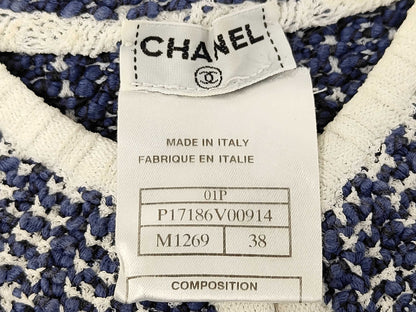 CHANEL
MADE IN ITALY
FABRIQUE EN ITALIE
01P
P17186V00914
M1269 38
COMPOSITION